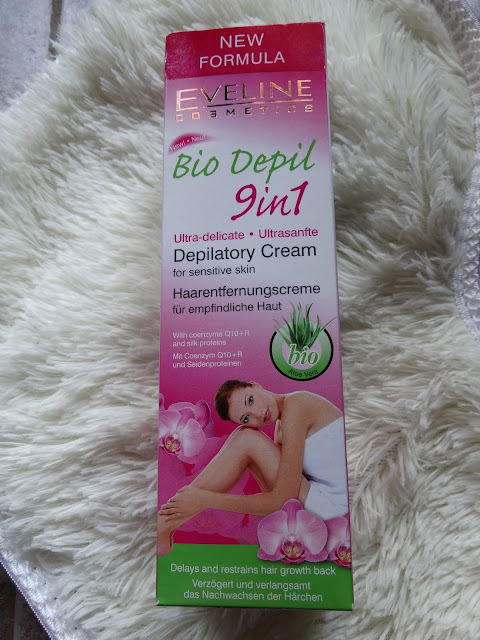 NEW
FORMULA
EVELINE
COSMETICS
New! • Neu!
Bio Depil
9in1
Ultra-delicate • Ultrasanfte
Depilatory Cream
for sensitive skin
Haarentfernungscreme
für empfindliche Haut
With coenzyme Q10+R
and silk proteins
Mit Coenzym Q10+R
und Seidenproteinen
bio
Aloe Vera
Delays and restrains hair growth back
Verzögert und verlangsamt
das Nachwachsen der Härchen